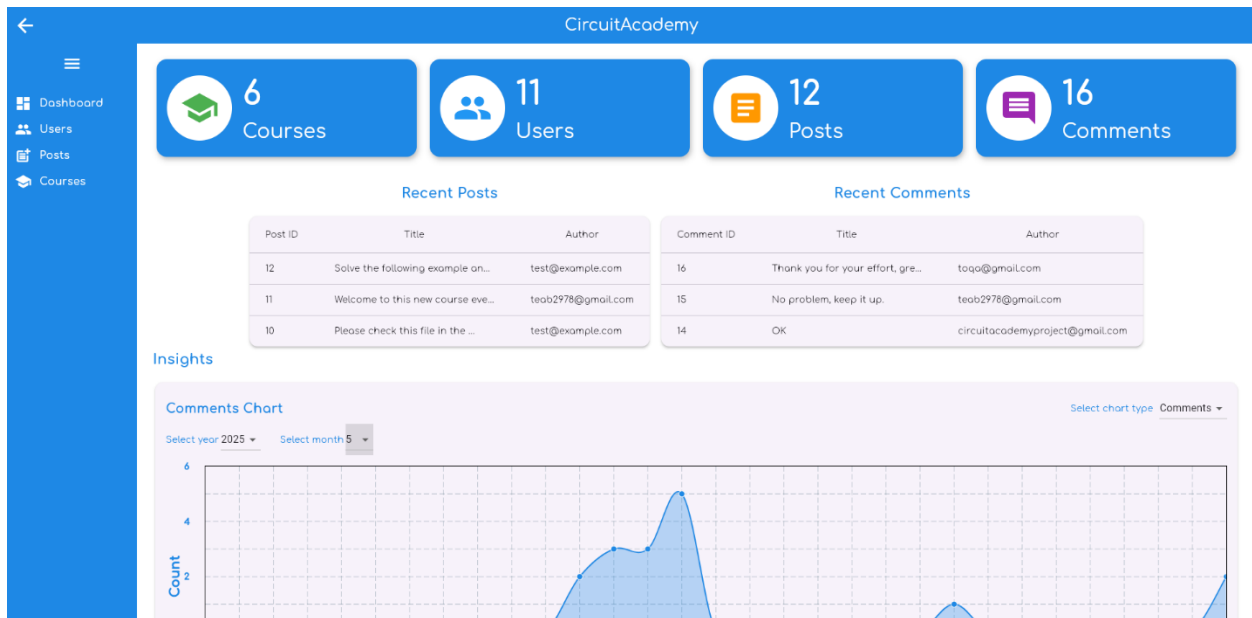 CircuitAcademy
Dashboard
Users
Posts
Courses
6
Courses
11
Users
12
Posts
16
Comments
Recent Posts
Post ID Title Author
12 Solve the following example an... test@example.com
11 Welcome to this new course eve... teab2978@gmail.com
10 Please check this file in the ... test@example.com
Recent Comments
Comment ID Title Author
16 Thank you for your effort, gre... toqa@gmail.com
15 No problem, keep it up. teab2978@gmail.com
14 OK circuitacademyproject@gmail.com
Insights
Comments Chart
Select chart type Comments
Select year 2025 Select month 5
6
4
2
Count